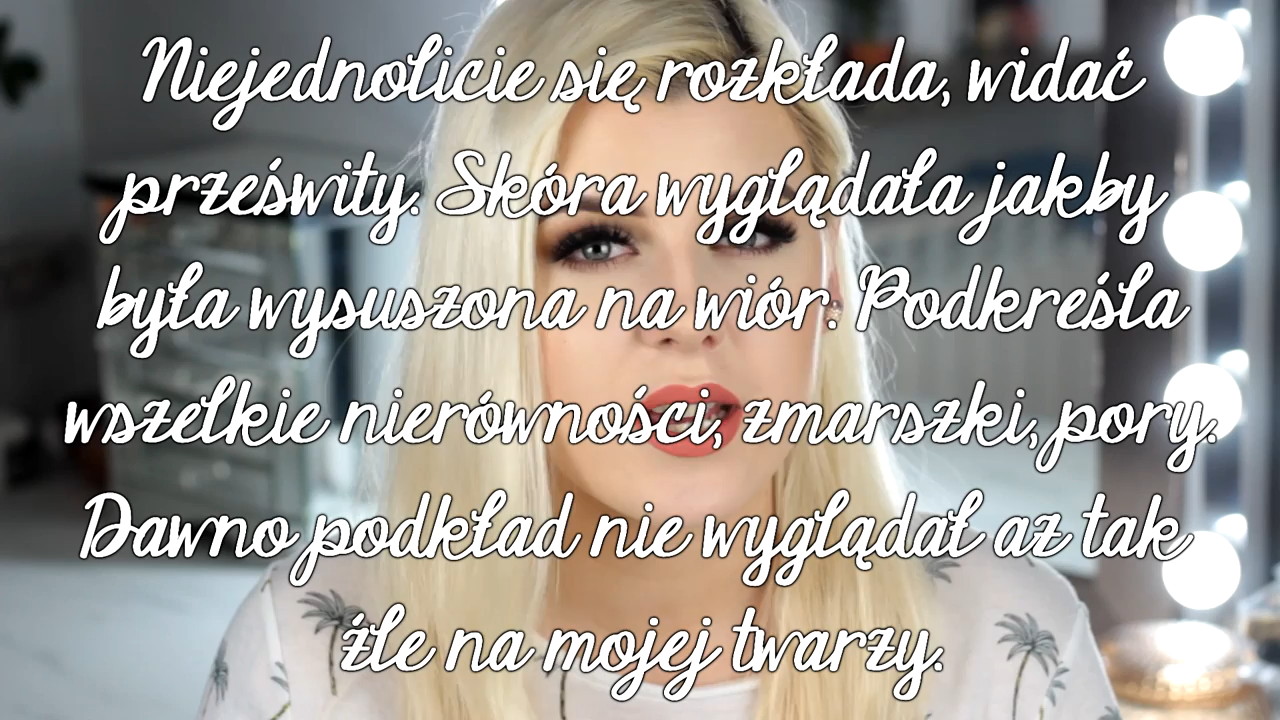 Niejednolicie się rozkłada, widać
prześwity. Skóra wyglądała jakby
była wysuszona na wiór. Podkreśla
wszelkie nierówności, zmarszki, pory.
Dawno podkład nie wyglądał aż tak
źle na mojej twarzy.